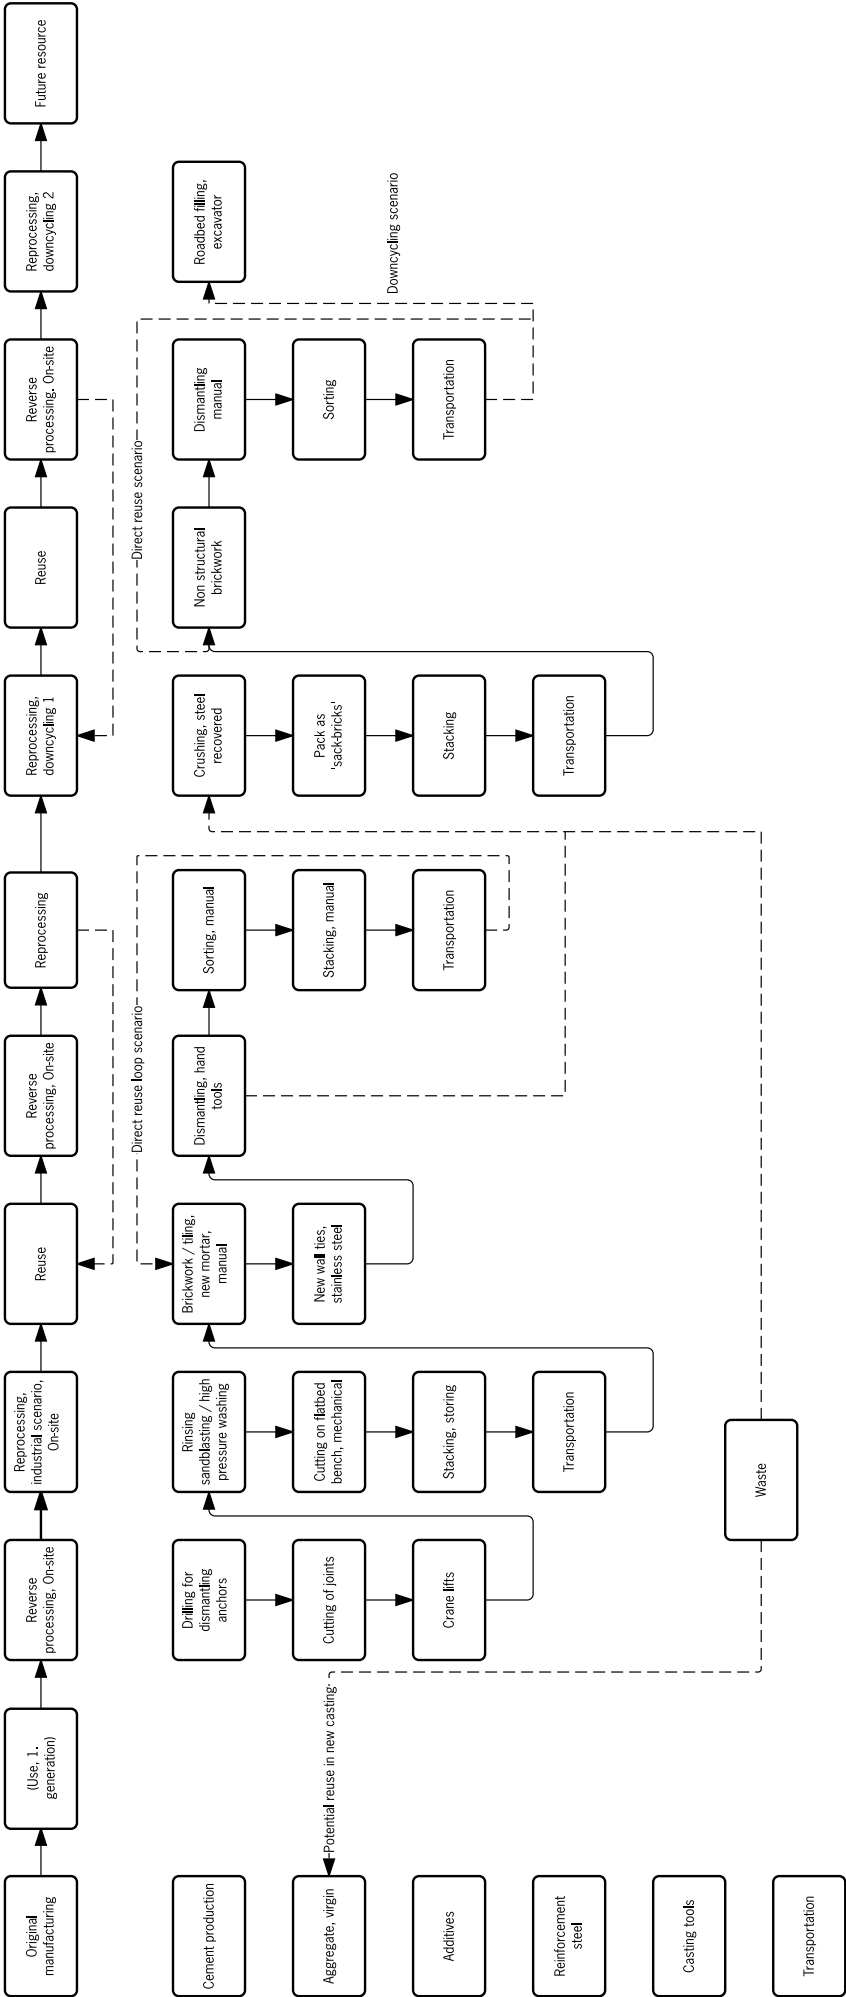 Original
manufacturing
(Use, 1.
generation)
Reverse
processing, On-site
Reprocessing,
industrial scenario,
On-site
Reuse
Reverse
processing, On-site
Reprocessing
Reprocessing,
downcycling 1
Reuse
Reverse
processing. On-site
Reprocessing,
downcycling 2
Future resource
Direct reuse loop scenario
Direct reuse scenario
Cement production
Drilling for
dismantling
anchors
Rinsing
sandblasting / high
pressure washing
Brickwork / tiling,
new mortar,
manual
Dismantling, hand
tools
Sorting, manual
Crushing, steel
recovered
Non structural
brickwork
Dismantling
manual
Roadbed filling,
excavator
Aggregate, virgin
Potential reuse in new casting
Cutting of joints
Cutting on flatbed
bench, mechanical
New wall ties,
stainless steel
Stacking, manual
Pack as
'sack-bricks'
Sorting
Downcycling scenario
Additives
Crane lifts
Stacking, storing
Transportation
Stacking
Transportation
Reinforcement
steel
Transportation
Transportation
Casting tools
Waste
Transportation